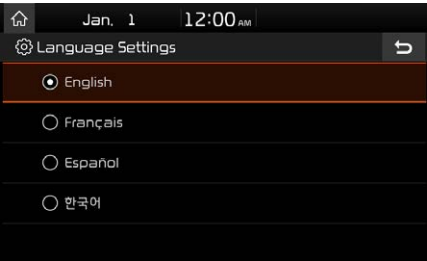 Jan. 1 12:00 AM
Language Settings
English
Français
Español
한국어